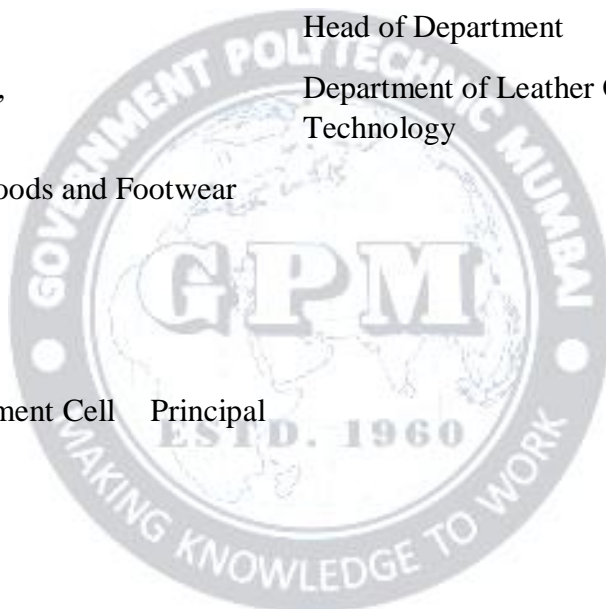 Head of Department
,
Department of Leather
Technology
oods and Footwear
ment Cell Principal
GOVERNMENT POLYTECHNIC MUMBAI
GPM
ESTD. 1960
MAKING KNOWLEDGE TO WORK